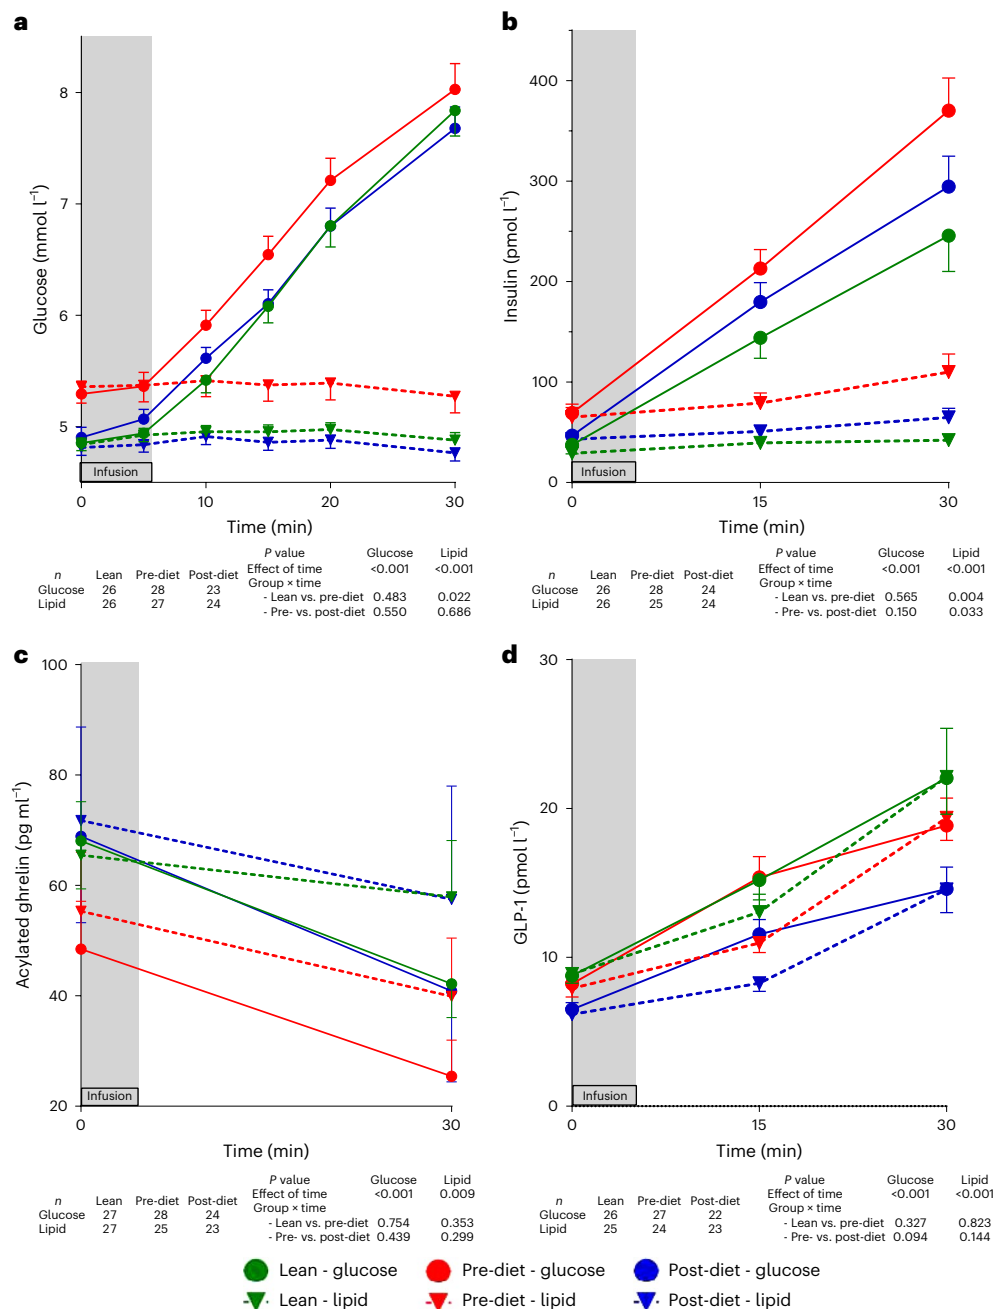 a
Glucose (mmol l⁻¹)
8
7
6
5
Infusion
0 10 20 30
Time (min)
P value Glucose Lipid
Effect of time <0.001 <0.001
n Lean Pre-diet Post-diet Group × time
Glucose 26 28 23 - Lean vs. pre-diet 0.483 0.022
Lipid 26 27 24 - Pre- vs. post-diet 0.550 0.686
b
Insulin (pmol l⁻¹)
400
300
200
100
0
Infusion
0 15 30
Time (min)
P value Glucose Lipid
Effect of time <0.001 <0.001
n Lean Pre-diet Post-diet Group × time
Glucose 26 28 24 - Lean vs. pre-diet 0.565 0.004
Lipid 26 25 24 - Pre- vs. post-diet 0.150 0.033
c
Acylated ghrelin (pg ml⁻¹)
100
80
60
40
20
Infusion
0 30
Time (min)
P value Glucose Lipid
Effect of time <0.001 0.009
n Lean Pre-diet Post-diet Group × time
Glucose 27 28 24 - Lean vs. pre-diet 0.754 0.353
Lipid 27 25 23 - Pre- vs. post-diet 0.439 0.299
d
GLP-1 (pmol l⁻¹)
30
20
10
0
Infusion
0 15 30
Time (min)
P value Glucose Lipid
Effect of time <0.001 <0.001
n Lean Pre-diet Post-diet Group × time
Glucose 26 27 22 - Lean vs. pre-diet 0.327 0.823
Lipid 25 24 23 - Pre- vs. post-diet 0.094 0.144
Lean - glucose Pre-diet - glucose Post-diet - glucose
Lean - lipid Pre-diet - lipid Post-diet - lipid